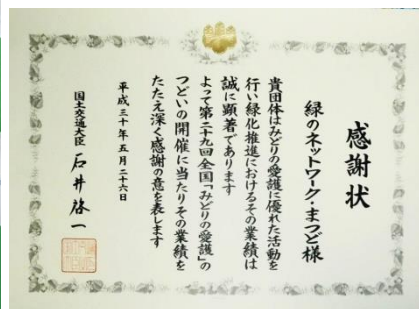 感謝状
緑のネットワーク・まつど様
貴団体はみどりの愛護に優れた活動を
行い緑化推進におけるその業績は
誠に顕著であります
よって第二十九回全国「みどりの愛護」の
つどいの開催に当たりその業績を
たたえ深く感謝の意を表します
平成三十年五月二十六日
国土交通大臣 石井啓一